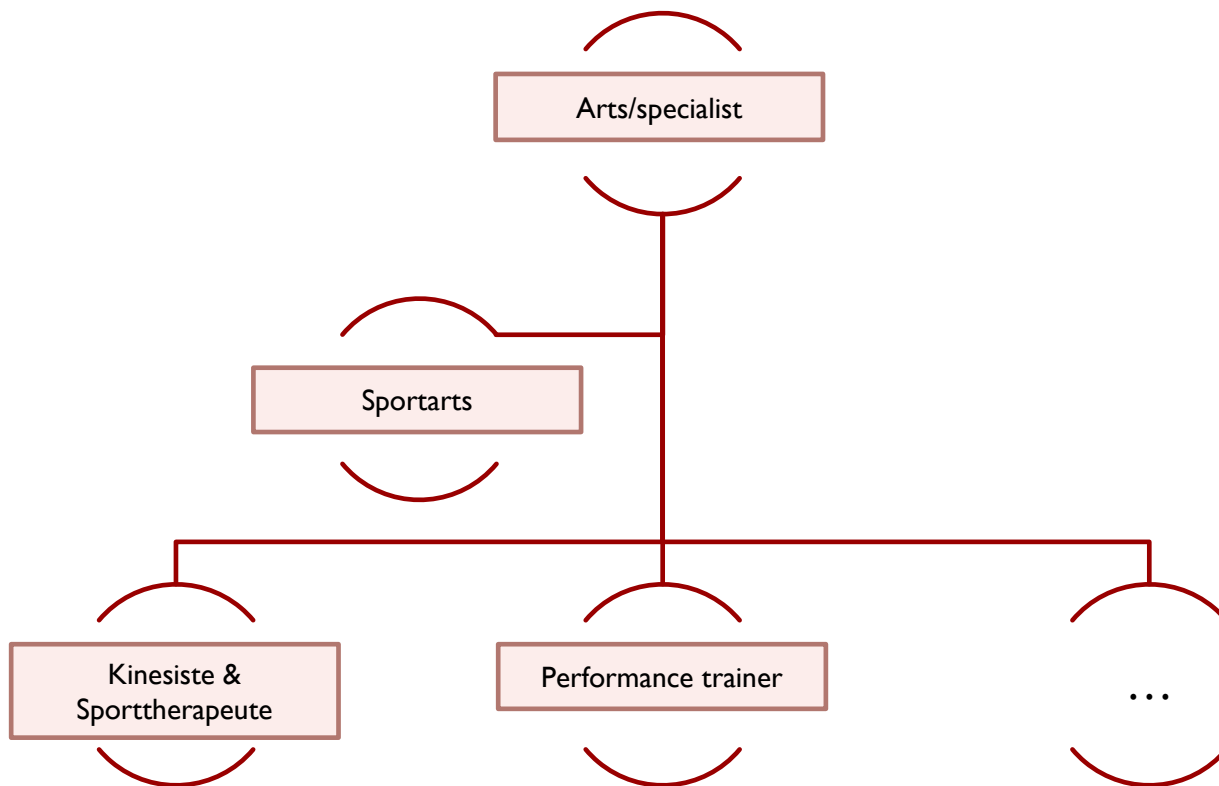 Arts/specialist
Sportarts
Kinesiste &
Sporttherapeute
Performance trainer
...